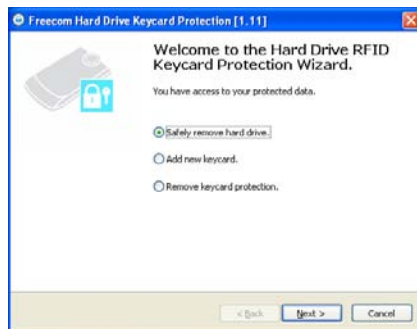 Freecom Hard Drive Keycard Protection [1.11]
Welcome to the Hard Drive RFID
Keycard Protection Wizard.
You have access to your protected data.
Safely remove hard drive.
Add new keycard.
Remove keycard protection.
< Back
Next >
Cancel